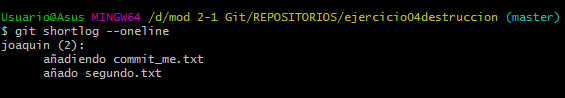 Usuario@Asus MINGW64 /d/mod 2-1 Git/REPOSITORIOS/ejercicio04destruccion (master)
$ git shortlog --oneline
joaquin (2):
      añadiendo commit_me.txt
      añado segundo.txt